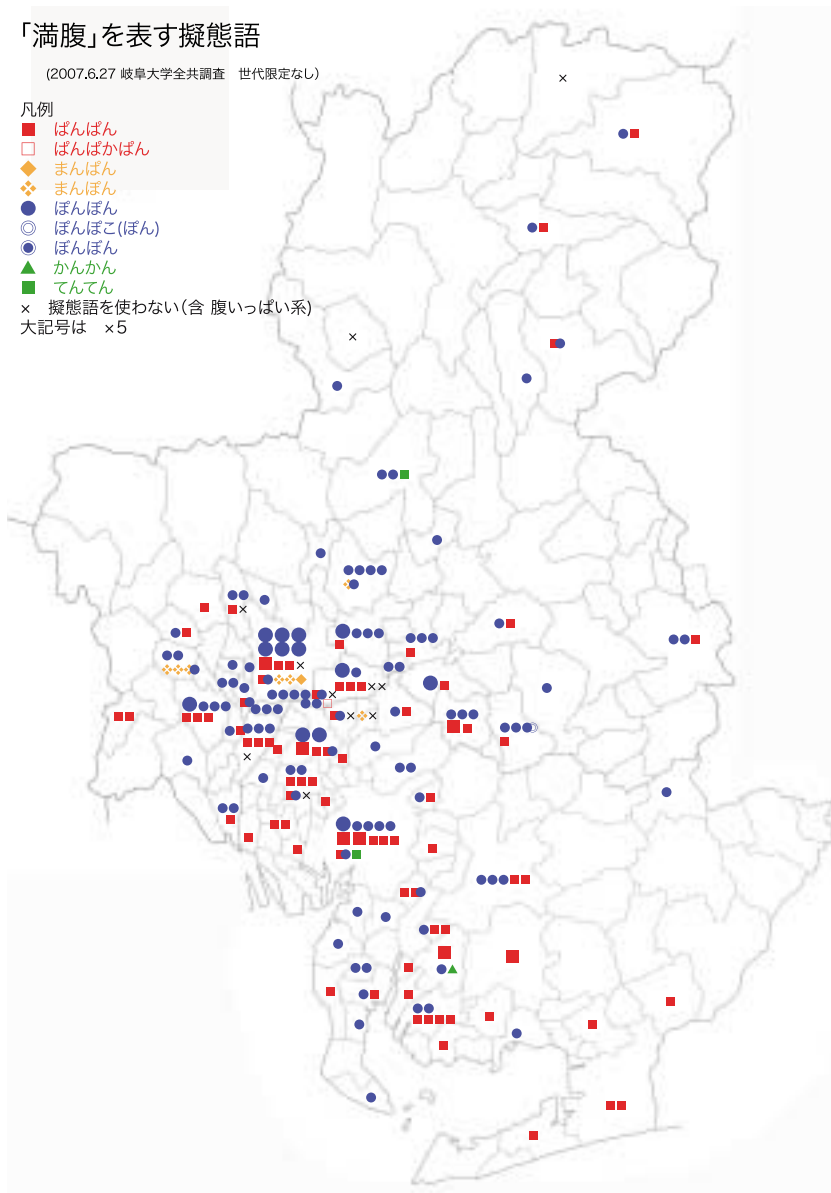 「満腹」を表す擬態語
(2007.6.27 岐阜大学全共調査　世代限定なし)
凡例
ぱんぱん
ぱんぱかぱん
まんぱん
まんぽん
ぽんぽん
ぽんぽこ(ぽん)
ぼんぼん
かんかん
てんてん
×　擬態語を使わない(含 腹いっぱい系)
大記号は　×5